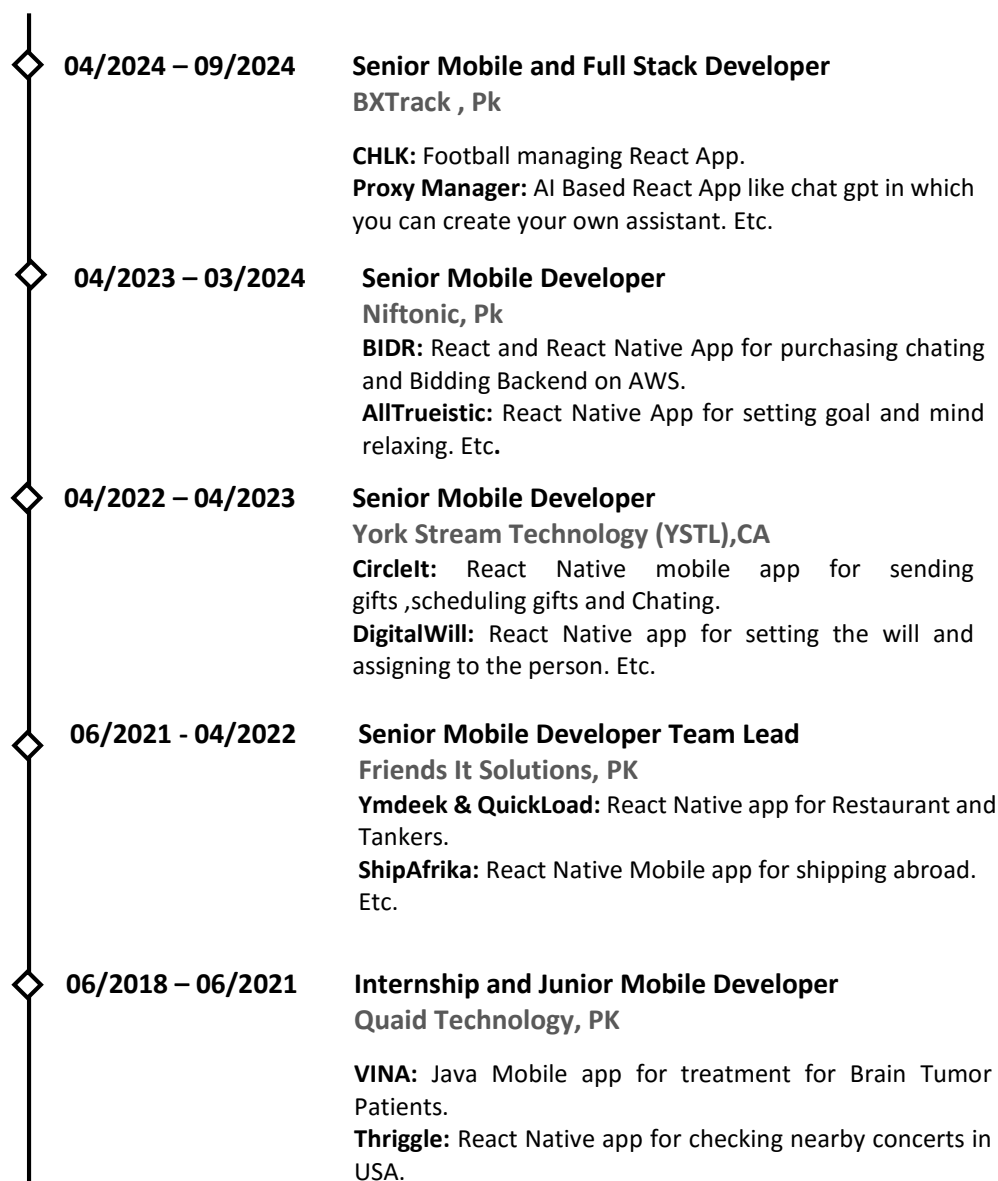 04/2024 – 09/2024 Senior Mobile and Full Stack Developer
BXTrack , Pk
CHLK: Football managing React App.
Proxy Manager: AI Based React App like chat gpt in which
you can create your own assistant. Etc.
04/2023 – 03/2024 Senior Mobile Developer
Niftonic, Pk
BIDR: React and React Native App for purchasing chating
and Bidding Backend on AWS.
AllTrueistic: React Native App for setting goal and mind
relaxing. Etc.
04/2022 – 04/2023 Senior Mobile Developer
York Stream Technology (YSTL),CA
CircleIt: React Native mobile app for sending
gifts ,scheduling gifts and Chating.
DigitalWill: React Native app for setting the will and
assigning to the person. Etc.
06/2021 - 04/2022 Senior Mobile Developer Team Lead
Friends It Solutions, PK
Ymdeek & QuickLoad: React Native app for Restaurant and
Tankers.
ShipAfrika: React Native Mobile app for shipping abroad.
Etc.
06/2018 – 06/2021 Internship and Junior Mobile Developer
Quaid Technology, PK
VINA: Java Mobile app for treatment for Brain Tumor
Patients.
Thriggle: React Native app for checking nearby concerts in
USA.